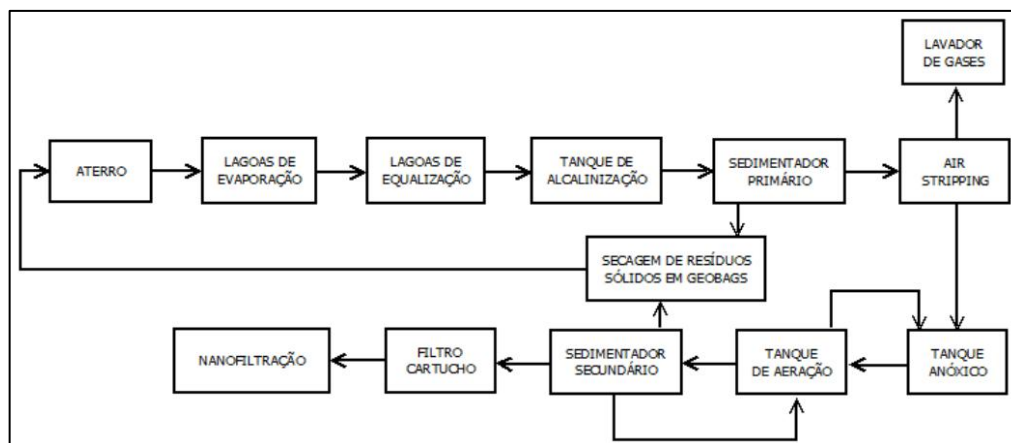 LAVADOR
DE GASES
ATERRO
LAGOAS DE
EVAPORAÇÃO
LAGOAS DE
EQUALIZAÇÃO
TANQUE DE
ALCALINIZAÇÃO
SEDIMENTADOR
PRIMÁRIO
AIR
STRIPPING
SECAGEM DE RESÍDUOS
SÓLIDOS EM GEOBAGS
NANOFILTRAÇÃO
FILTRO
CARTUCHO
SEDIMENTADOR
SECUNDÁRIO
TANQUE
DE AERAÇÃO
TANQUE
ANÓXICO